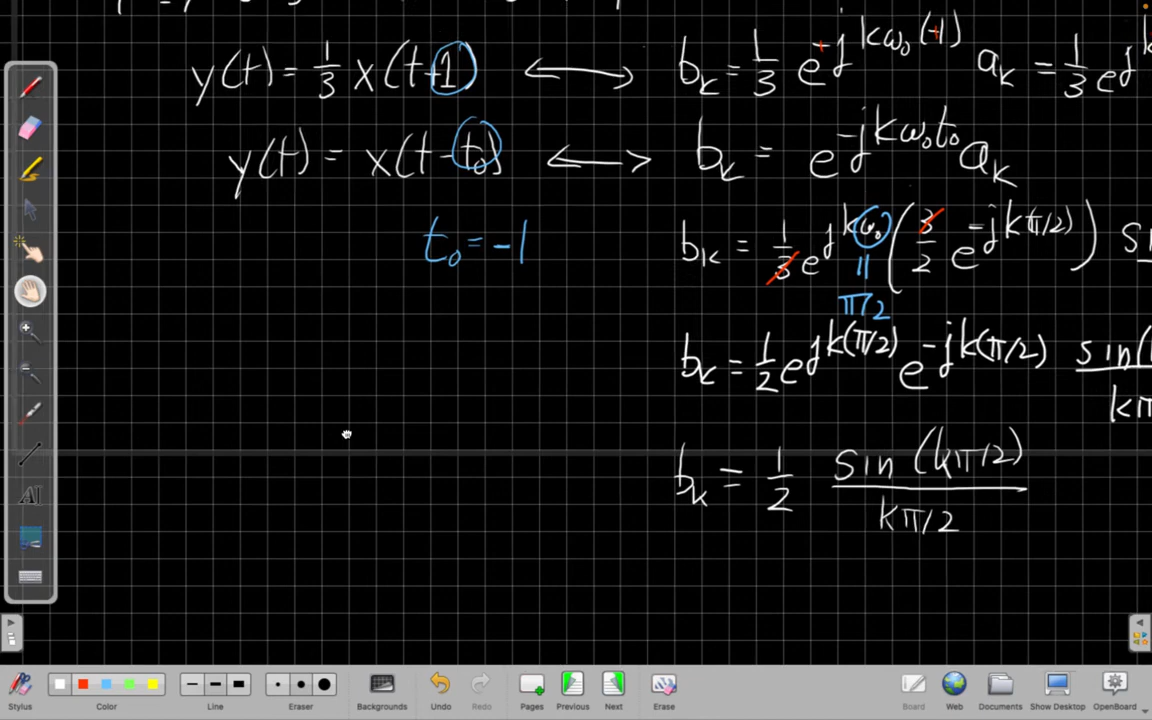 y(t) = 1/3 x(t+1) ⟷ b_k = 1/3 e^{-jkω₀(-1)} a_k = 1/3 e^{j
y(t) = x(t-t₀) ⟷ b_k = e^{-jkω₀t₀} a_k
t₀ = -1
b_k = 1/3 e^{jkω₀} (3/2 e^{-jk(π/2)}) s
=
π/2
b_k = 1/2 e^{jk(π/2)} e^{-jk(π/2)} sin(/kπ
b_k = 1/2 sin(kπ/2)/kπ/2
AI
Stylus Color Line Eraser Backgrounds Undo Redo Pages Previous Next Erase Board Web Documents Show Desktop OpenBoard